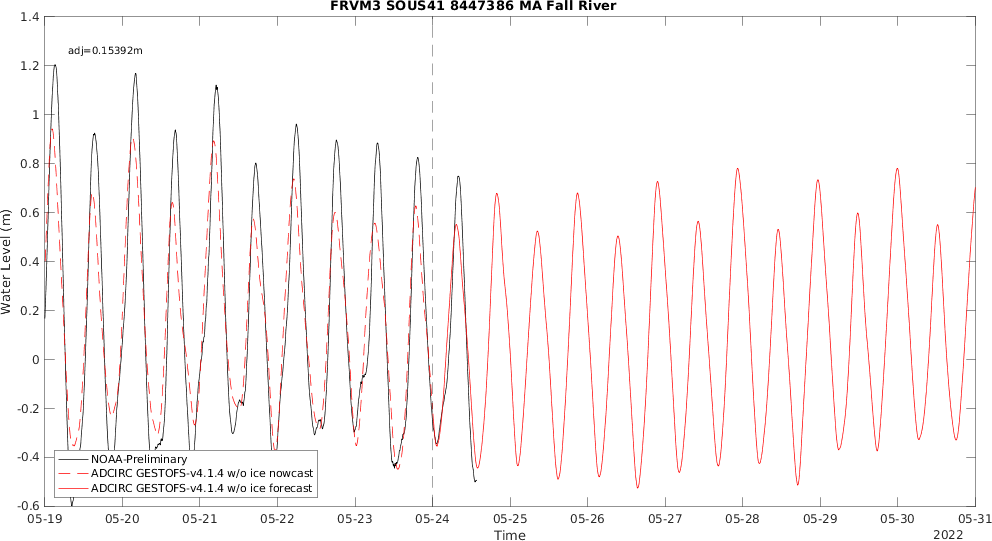 FRVM3 SOUS41 8447386 MA Fall River
adj=0.15392m
1.4
1.2
1
0.8
0.6
0.4
0.2
0
-0.2
-0.4
-0.6
Water Level (m)
NOAA-Preliminary
ADCIRC GESTOFS-v4.1.4 w/o ice nowcast
ADCIRC GESTOFS-v4.1.4 w/o ice forecast
05-19 05-20 05-21 05-22 05-23 05-24 05-25 05-26 05-27 05-28 05-29 05-30 05-31
Time
2022